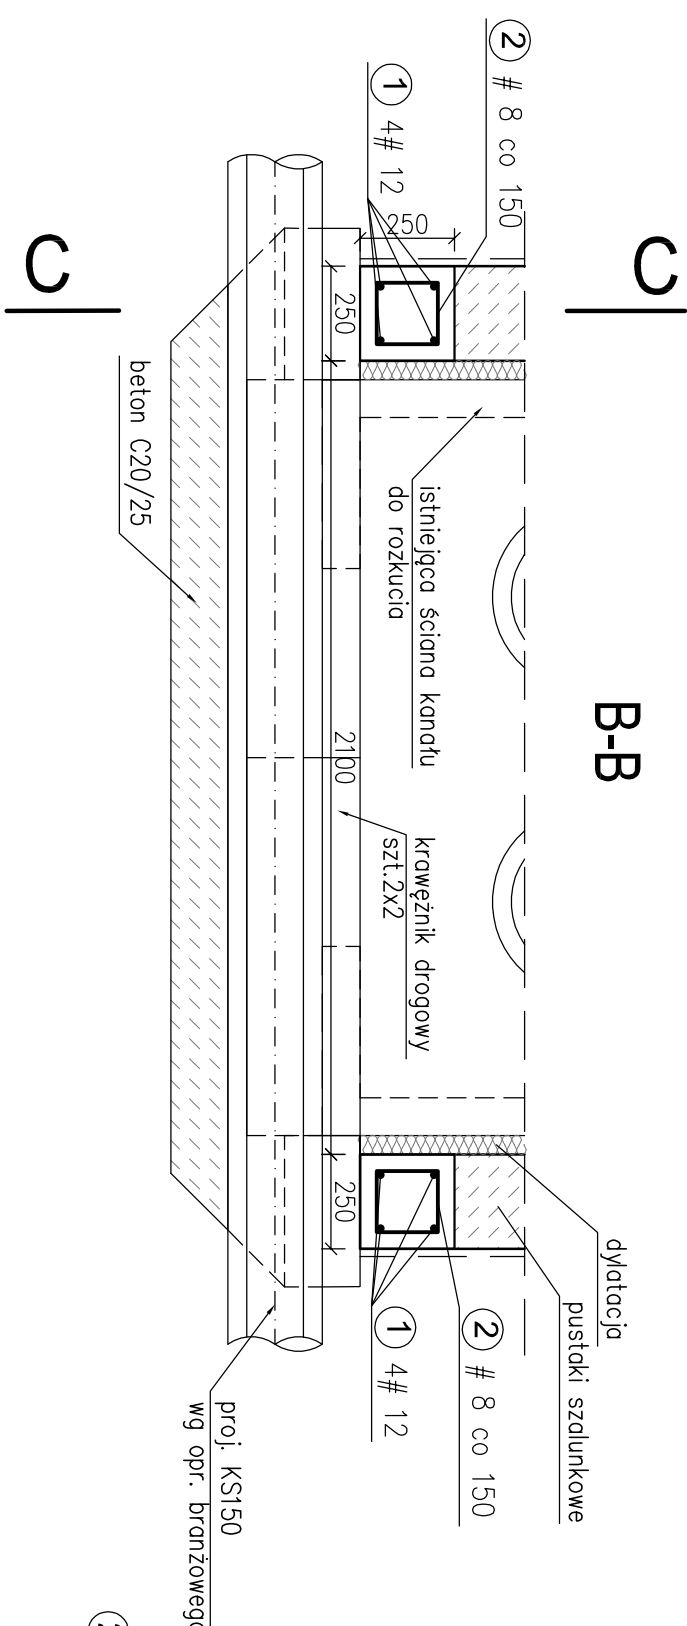 B-B
C
C
2 # 8 co 150
1 4# 12
250
250
beton C20/25
istniejąca ściana kanału
do rozkucia
2100
krawężnik drogowy
szt.2x2
250
dylatacja
pustaki szalunkowe
2 # 8 co 150
1 4# 12
proj. KS150
wg opr. branżowego